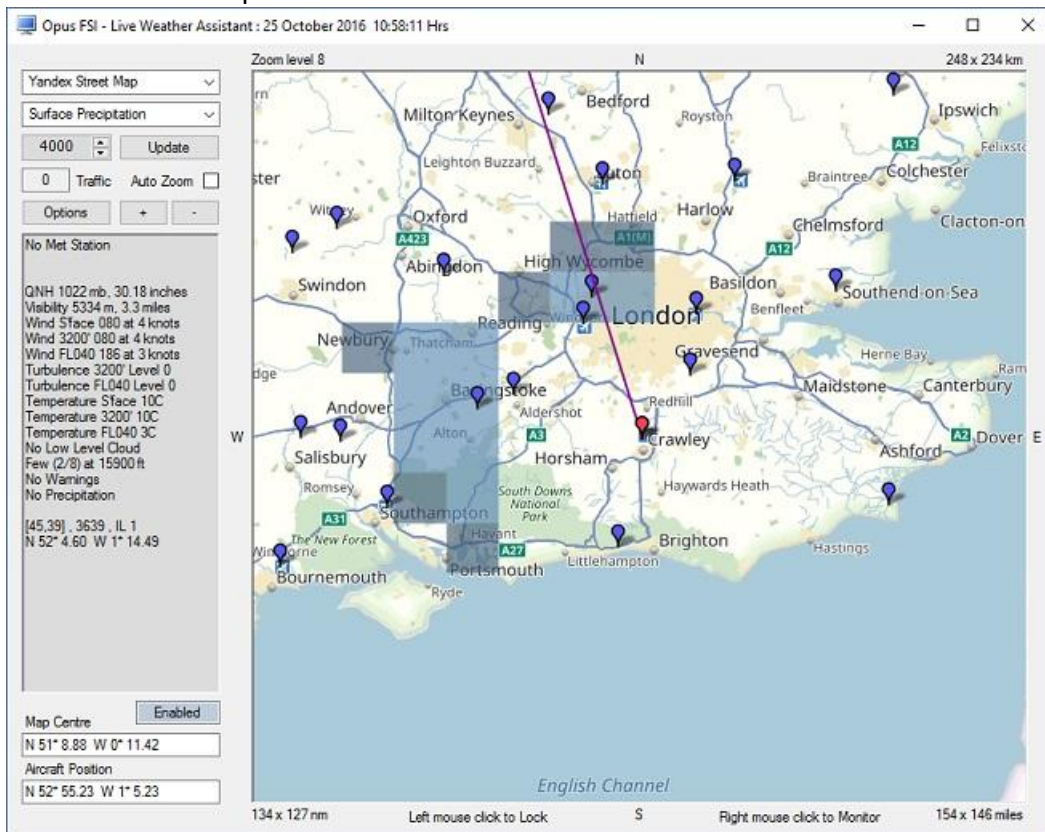 Opus FSI - Live Weather Assistant : 25 October 2016 10:58:11 Hrs
Zoom level 8
N
248 x 234 km
Yandex Street Map
Surface Precipitation
4000
Update
0
Traffic
Auto Zoom
Options
+
-
No Met Station
QNH 1022 mb, 30.18 inches
Visibility 5334 m, 3.3 miles
Wind Sface 080 at 4 knots
Wind 3200' 080 at 4 knots
Wind FL040 186 at 3 knots
Turbulence 3200' Level 0
Turbulence FL040 Level 0
Temperature Sface 10C
Temperature 3200' 10C
Temperature FL040 3C
No Low Level Cloud
Few (2/8) at 15900 ft
No Warnings
No Precipitation
[45,39] , 3639 , IL 1
N 52* 4.60 W 1* 14.49
Enabled
Map Centre
N 51* 8.88 W 0* 11.42
Aircraft Position
N 52* 55.23 W 1* 5.23
Bedford
Milton Keynes
Royston
Ipswich
A12
Felixsto
Leighton Buzzard
Braintree
Colchester
Oxford
Hatfield
Harlow
Clacton-on
A423
A1(M)
Chelmsford
A12
Abingdon
High Wycombe
Swindon
Basildon
Southend-on-Sea
Benfleet
Reading
London
Newbury
Thatcham
Gravesend
Herne Bay
Ram
dge
Basingstoke
Maidstone
Canterbury
Andover
Aldershot
Redhill
W
Alton
A3
Crawley
A2
Dover
E
Salisbury
Horsham
Ashford
Romsey
South Downs
National
Park
Haywards Heath
A31
Southampton
The New Forest
Havant
A27
Brighton
Hastings
Bournemouth
Portsmouth
Littlehampton
Ryde
English Channel
134 x 127 nm
Left mouse click to Lock
S
Right mouse click to Monitor
154 x 146 miles